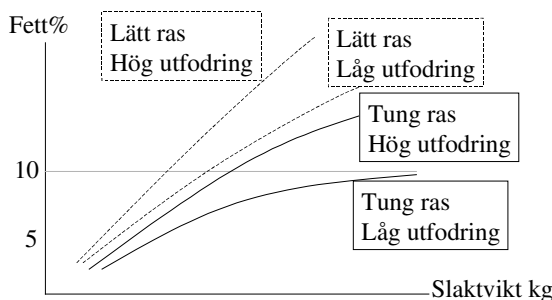 Fett%
Lätt ras
Hög utfodring
Lätt ras
Låg utfodring
Tung ras
Hög utfodring
10
Tung ras
Låg utfodring
5
Slaktvikt kg